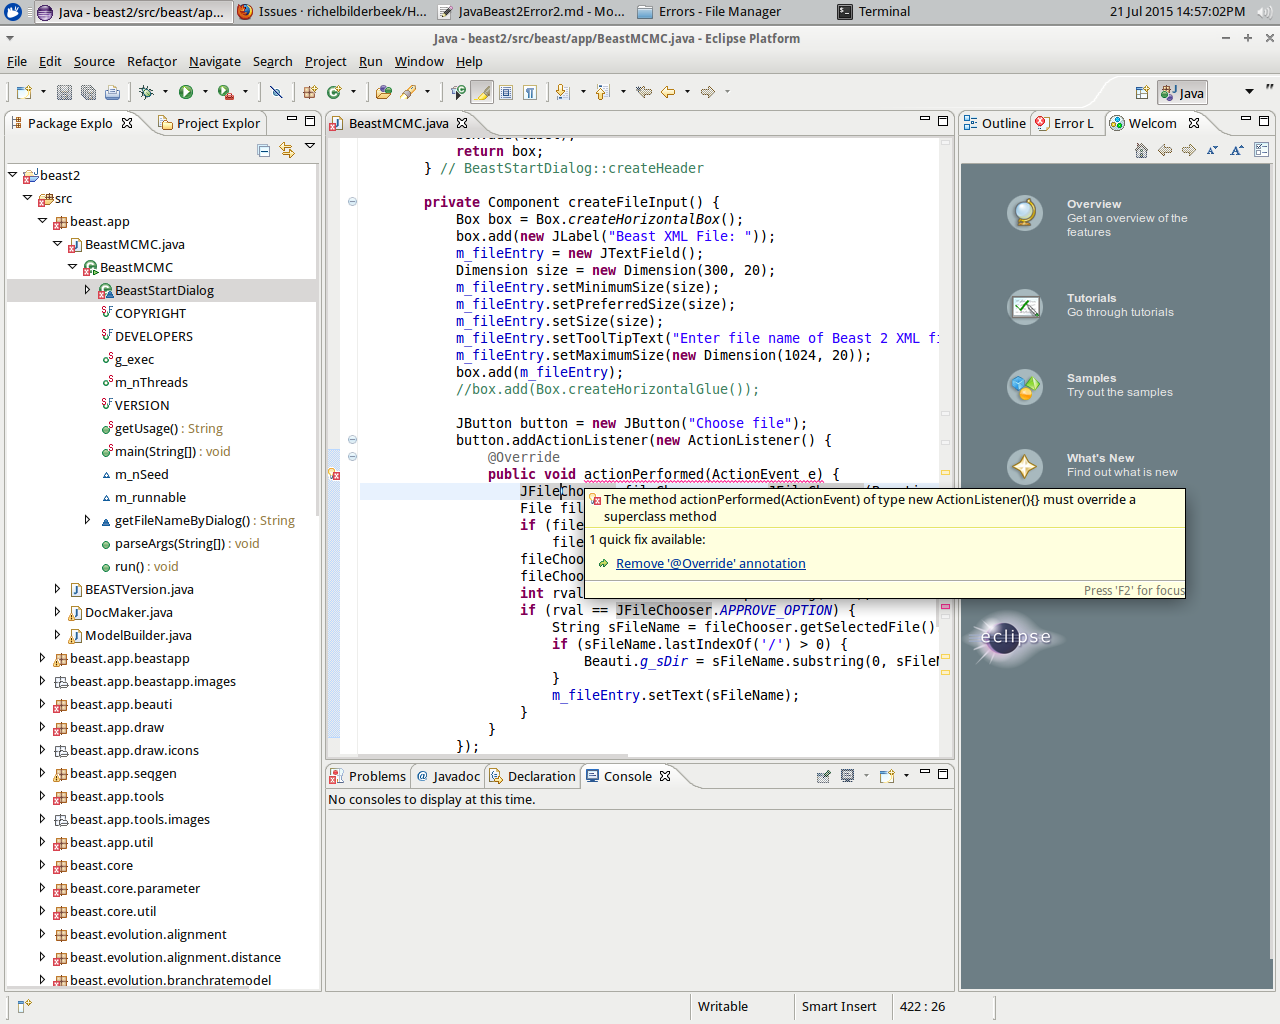 Java - beast2/src/beast/ap...
Issues · richelbilderbeek/H...
JavaBeast2Error2.md - Mo...
Errors - File Manager
Terminal
21 Jul 2015 14:57:02PM
Java - beast2/src/beast/app/BeastMCMC.java - Eclipse Platform
File Edit Source Refactor Navigate Search Project Run Window Help
Java
Package Explo
Project Explor
beast2
src
beast.app
BeastMCMC.java
BeastMCMC
BeastStartDialog
COPYRIGHT
DEVELOPERS
g_exec
m_nThreads
VERSION
getUsage() : String
main(String[]) : void
m_nSeed
m_runnable
getFileNameByDialog() : String
parseArgs(String[]) : void
run() : void
BEASTVersion.java
DocMaker.java
ModelBuilder.java
beast.app.beastapp
beast.app.beastapp.images
beast.app.beauti
beast.app.draw
beast.app.draw.icons
beast.app.seqgen
beast.app.tools
beast.app.tools.images
beast.app.util
beast.core
beast.core.parameter
beast.core.util
beast.evolution.alignment
beast.evolution.alignment.distance
beast.evolution.branchratemodel
BeastMCMC.java
return box;
} // BeastStartDialog::createHeader
private Component createFileInput() {
Box box = Box.createHorizontalBox();
box.add(new JLabel("Beast XML File: "));
m_fileEntry = new JTextField();
Dimension size = new Dimension(300, 20);
m_fileEntry.setMinimumSize(size);
m_fileEntry.setPreferredSize(size);
m_fileEntry.setSize(size);
m_fileEntry.setToolTipText("Enter file name of Beast 2 XML fi
m_fileEntry.setMaximumSize(new Dimension(1024, 20));
box.add(m_fileEntry);
//box.add(Box.createHorizontalGlue());
JButton button = new JButton("Choose file");
button.addActionListener(new ActionListener() {
@Override
public void actionPerformed(ActionEvent e) {
JFileCho
File fil
if (file
file
fileChoo
fileChoo
int rval
if (rval == JFileChooser.APPROVE_OPTION) {
String sFileName = fileChooser.getSelectedFile()
if (sFileName.lastIndexOf('/') > 0) {
Beauti.g_sDir = sFileName.substring(0, sFileN
}
m_fileEntry.setText(sFileName);
}
}
});
The method actionPerformed(ActionEvent) of type new ActionListener(){} must override a
superclass method
1 quick fix available:
Remove '@Override' annotation
Press 'F2' for focus
Problems
Javadoc
Declaration
Console
No consoles to display at this time.
Outline
Error L
Welcom
Overview
Get an overview of the
features
Tutorials
Go through tutorials
Samples
Try out the samples
What's New
Find out what is new
eclipse
Writable
Smart Insert
422 : 26